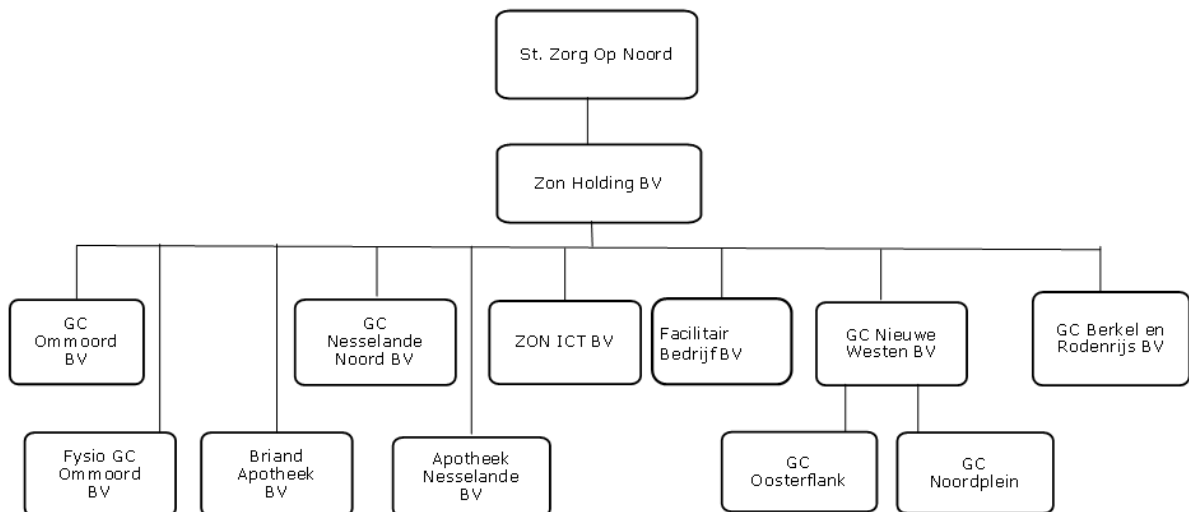 St. Zorg Op Noord
Zon Holding BV
GC
Ommoord
BV
GC
Nesselande
Noord BV
ZON ICT BV
Facilitair
Bedrijf BV
GC Nieuwe
Westen BV
GC Berkel en
Rodenrijs BV
Fysio GC
Ommoord
BV
Briand
Apotheek
BV
Apotheek
Nesselande
BV
GC
Oosterflank
GC
Noordplein